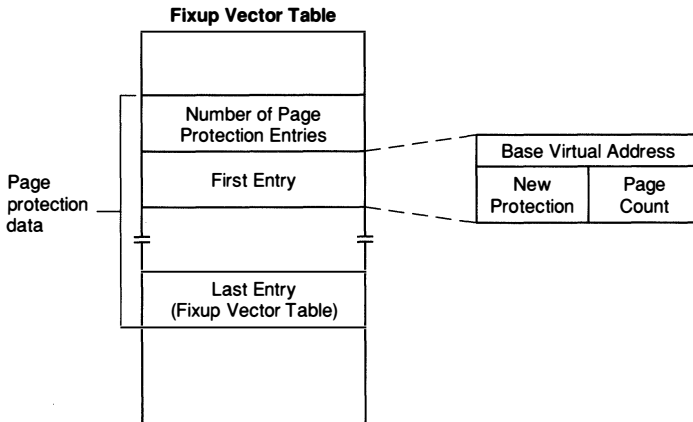 Fixup Vector Table
Number of Page
Protection Entries
First Entry
Page
protection
data
Base Virtual Address
New
Protection
Page
Count
Last Entry
(Fixup Vector Table)